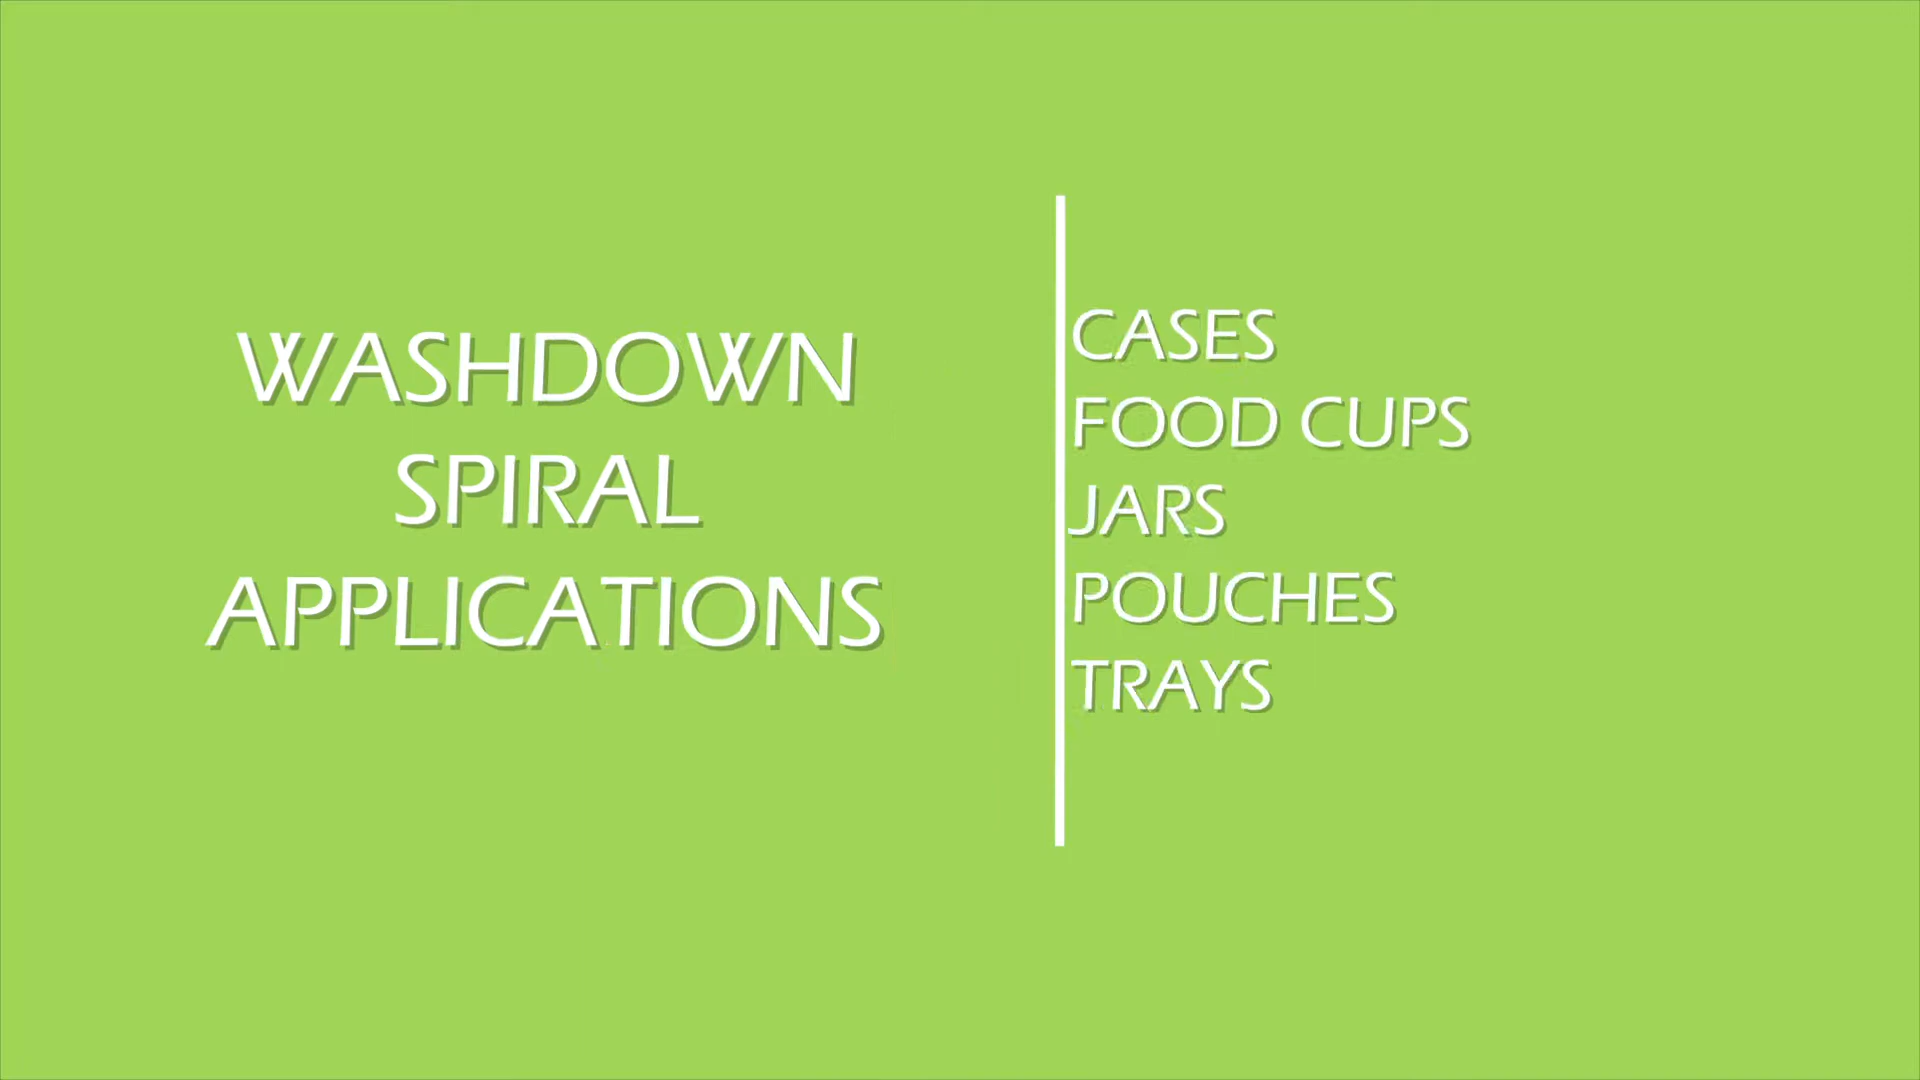 WASHDOWN
SPIRAL
APPLICATIONS
CASES
FOOD CUPS
JARS
POUCHES
TRAYS